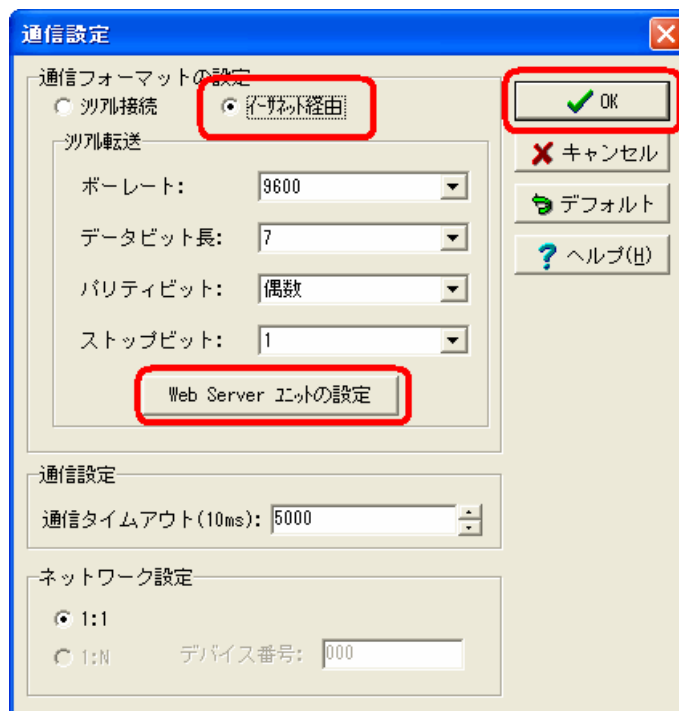 通信設定
通信フォーマットの設定
シリアル接続 イーサネット経由
OK
シリアル転送
キャンセル
ボーレート: 9600
デフォルト
データビット長: 7
ヘルプ(H)
パリティビット: 偶数
ストップビット: 1
Web Server ユニットの設定
通信設定
通信タイムアウト(10ms): 5000
ネットワーク設定
1:1
1:N デバイス番号: 000